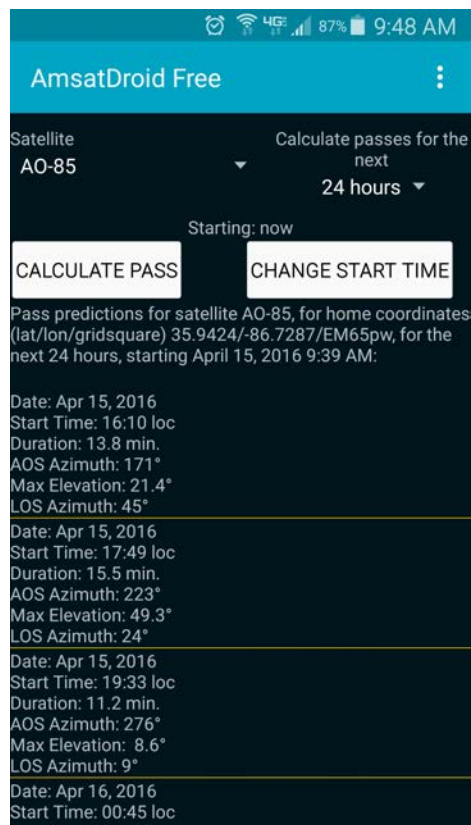 4G 87% 9:48 AM
AmsatDroid Free
Satellite
AO-85
Calculate passes for the
next
24 hours
Starting: now
CALCULATE PASS
CHANGE START TIME
Pass predictions for satellite AO-85, for home coordinates
(lat/lon/gridsquare) 35.9424/-86.7287/EM65pw, for the
next 24 hours, starting April 15, 2016 9:39 AM:
Date: Apr 15, 2016
Start Time: 16:10 loc
Duration: 13.8 min.
AOS Azimuth: 171°
Max Elevation: 21.4°
LOS Azimuth: 45°
Date: Apr 15, 2016
Start Time: 17:49 loc
Duration: 15.5 min.
AOS Azimuth: 223°
Max Elevation: 49.3°
LOS Azimuth: 24°
Date: Apr 15, 2016
Start Time: 19:33 loc
Duration: 11.2 min.
AOS Azimuth: 276°
Max Elevation: 8.6°
LOS Azimuth: 9°
Date: Apr 16, 2016
Start Time: 00:45 loc